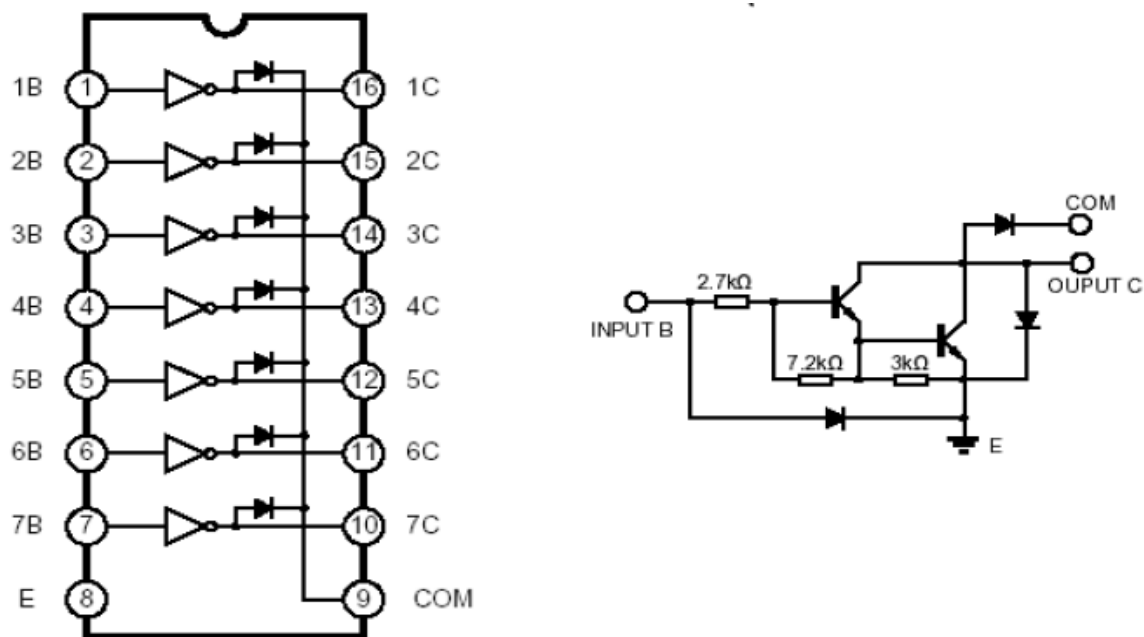 1B 1 16 1C
2B 2 15 2C
3B 3 14 3C
4B 4 13 4C
5B 5 12 5C
6B 6 11 6C
7B 7 10 7C
E 8 9 COM
COM
2.7kΩ
OUPUT C
INPUT B
7.2kΩ 3kΩ
E